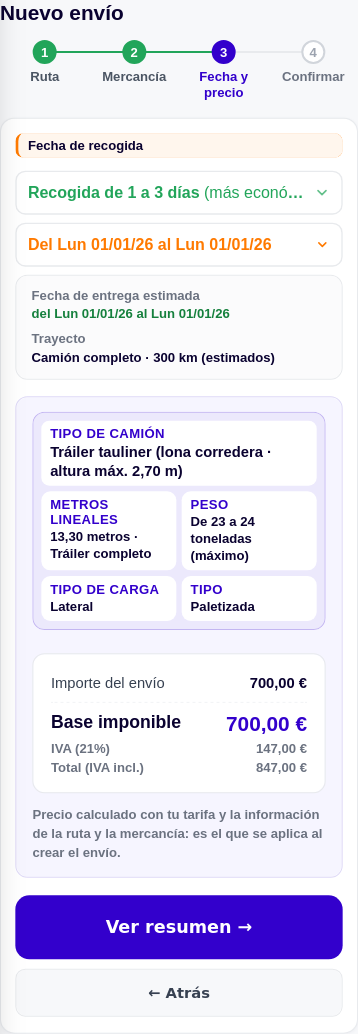 Nuevo envío
1 2 3 4
Ruta Mercancía Fecha y precio Confirmar
Fecha de recogida
Recogida de 1 a 3 días (más econó...
Del Lun 01/01/26 al Lun 01/01/26
Fecha de entrega estimada
del Lun 01/01/26 al Lun 01/01/26
Trayecto
Camión completo · 300 km (estimados)
TIPO DE CAMIÓN
Tráiler tauliner (lona corredera ·
altura máx. 2,70 m)
METROS
LINEALES
13,30 metros ·
Tráiler completo
PESO
De 23 a 24
toneladas
(máximo)
TIPO DE CARGA
Lateral
TIPO
Paletizada
Importe del envío 700,00 €
Base imponible 700,00 €
IVA (21%) 147,00 €
Total (IVA incl.) 847,00 €
Precio calculado con tu tarifa y la información
de la ruta y la mercancía: es el que se aplica al
crear el envío.
Ver resumen →
← Atrás